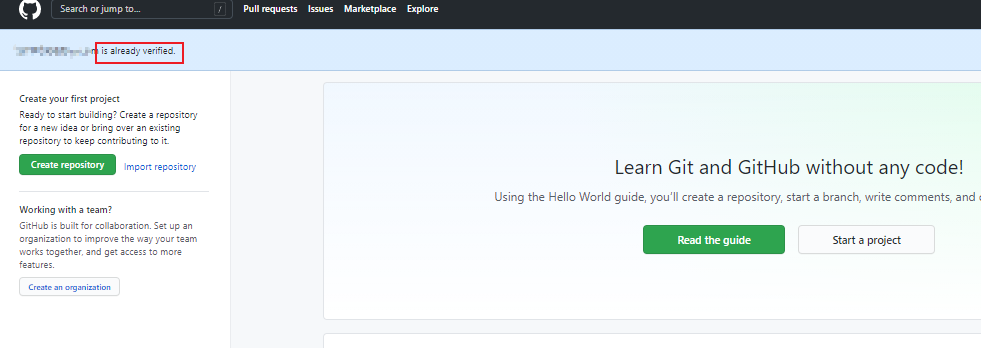 Search or jump to... /
Pull requests Issues Marketplace Explore
is already verified.
Create your first project
Ready to start building? Create a repository
for a new idea or bring over an existing
repository to keep contributing to it.
Create repository Import repository
Working with a team?
GitHub is built for collaboration. Set up an
organization to improve the way your team
works together, and get access to more
features.
Create an organization
Learn Git and GitHub without any code!
Using the Hello World guide, you'll create a repository, start a branch, write comments, and
Read the guide Start a project